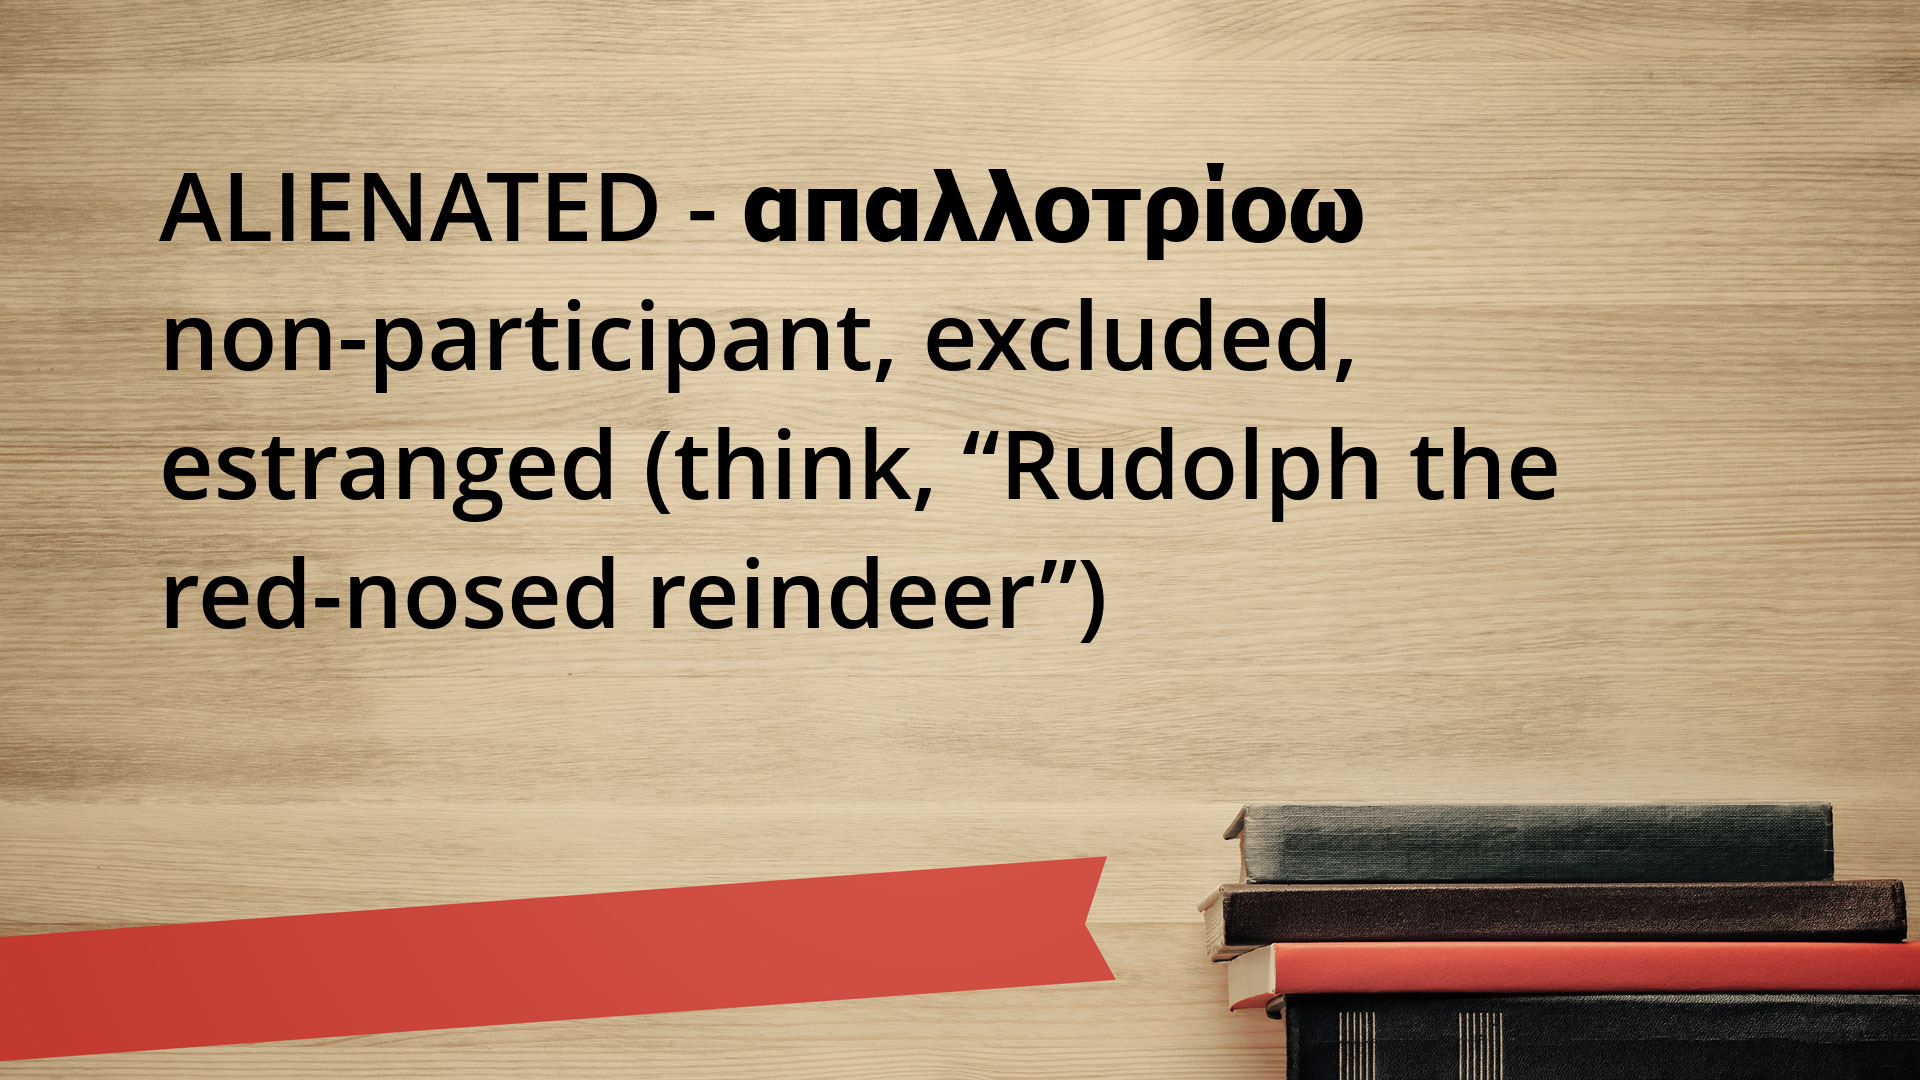 ALIENATED - απαλλοτρίοω
non-participant, excluded,
estranged (think, “Rudolph the
red-nosed reindeer”)